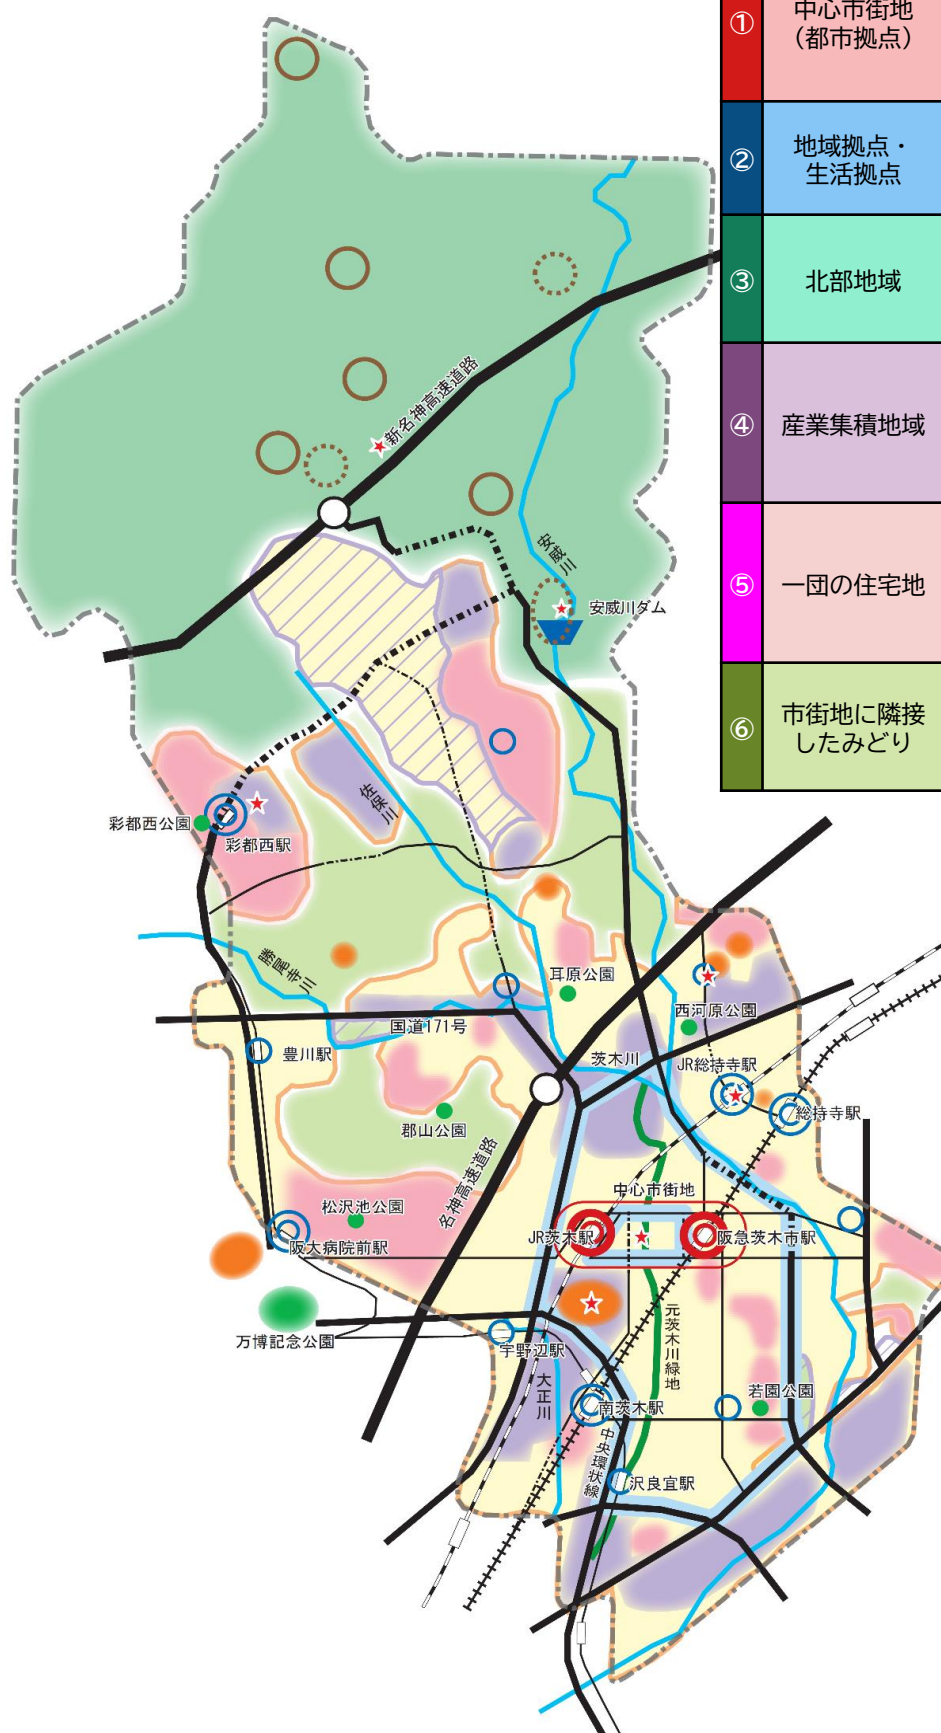 ①
中心市街地
（都市拠点）
②
地域拠点・
生活拠点
③
北部地域
④
産業集積地域
⑤
一団の住宅地
⑥
市街地に隣接
したみどり
新名神高速道路
安威川
安威川ダム
佐保川
彩都西公園
彩都西駅
勝尾寺川
耳原公園
西河原公園
国道171号
豊川駅
茨木川
JR総持寺駅
総持寺駅
郡山公園
名神高速道路
中心市街地
松沢池公園
JR茨木駅
阪急茨木市駅
阪大病院前駅
元茨木川緑地
万博記念公園
宇野辺駅
大正川
若園公園
南茨木駅
中央環状線
沢良宜駅